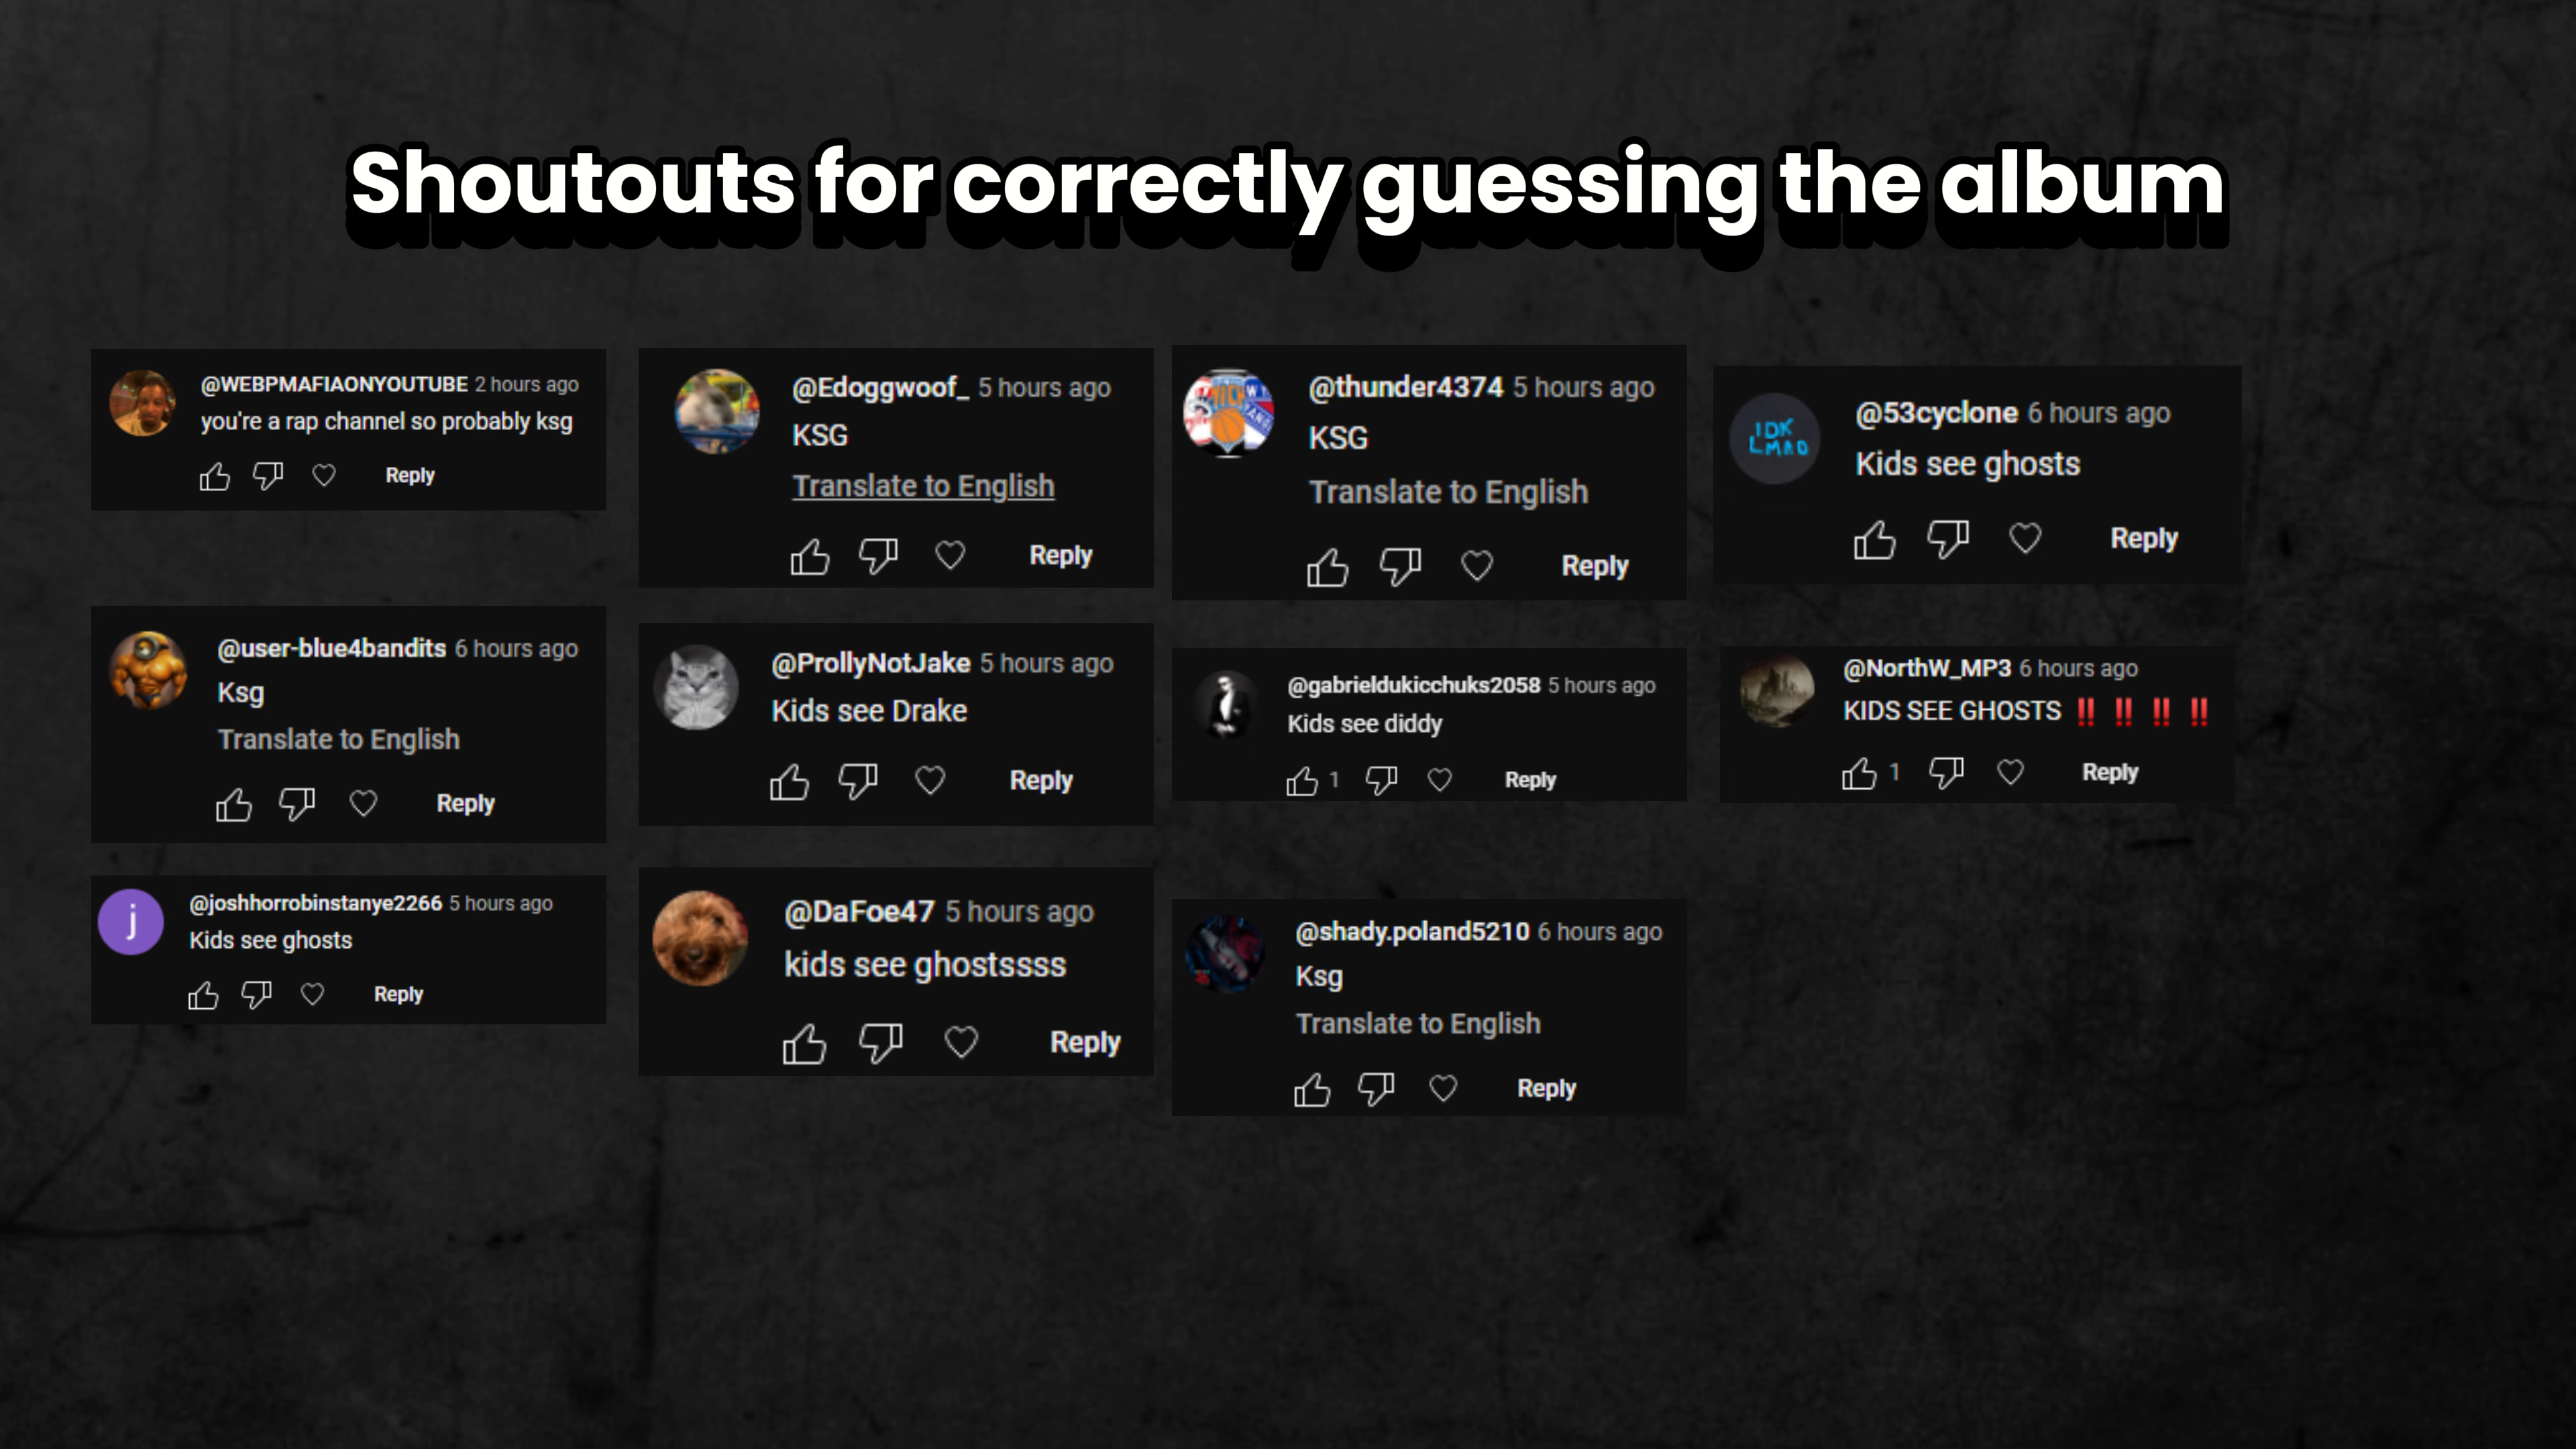 Shoutouts for correctly guessing the album
@WEBPMAFIAONYOUTUBE 2 hours ago
you're a rap channel so probably ksg
Reply
@Edoggwoof_ 5 hours ago
KSG
Translate to English
Reply
@thunder4374 5 hours ago
KSG
Translate to English
Reply
IDK
LMAO
@53cyclone 6 hours ago
Kids see ghosts
Reply
@user-blue4bandits 6 hours ago
Ksg
Translate to English
Reply
@ProllyNotJake 5 hours ago
Kids see Drake
Reply
@gabrieldukicchuks2058 5 hours ago
Kids see diddy
1 Reply
@NorthW_MP3 6 hours ago
KIDS SEE GHOSTS ‼️ ‼️ ‼️ ‼️
1 Reply
j
@joshhorrobinstanye2266 5 hours ago
Kids see ghosts
Reply
@DaFoe47 5 hours ago
kids see ghostssss
Reply
@shady.poland5210 6 hours ago
Ksg
Translate to English
Reply